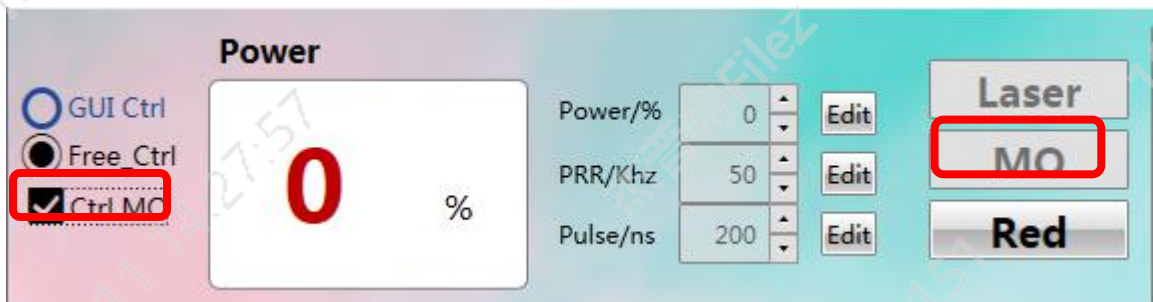 Power
GUI Ctrl
Free_Ctrl
Ctrl MO
0 %
Power/% 0 Edit
PRR/Khz 50 Edit
Pulse/ns 200 Edit
Laser
MO
Red